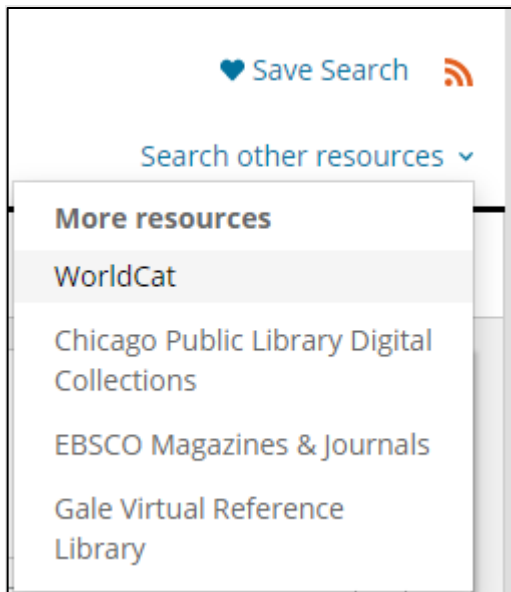 Save Search
Search other resources
More resources
WorldCat
Chicago Public Library Digital
Collections
EBSCO Magazines & Journals
Gale Virtual Reference
Library